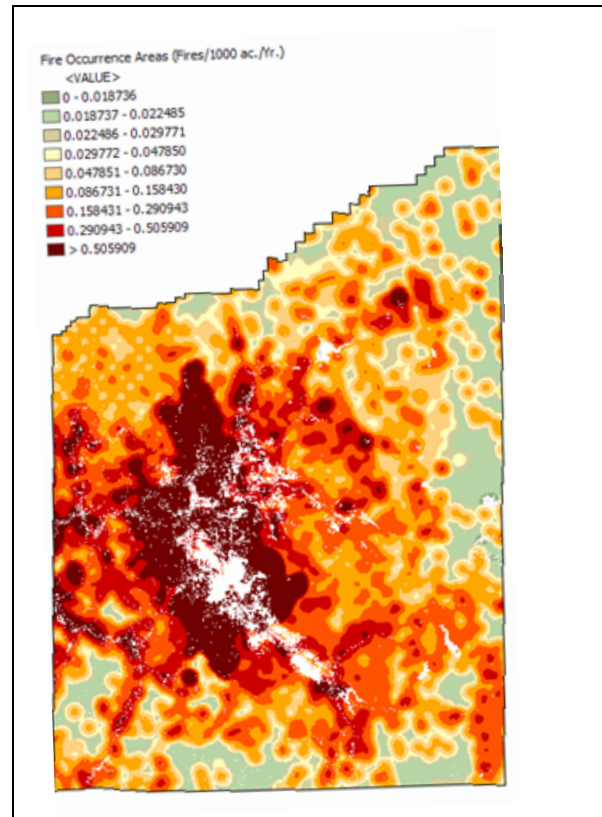 Fire Occurrence Areas (Fires/1000 ac./Yr.)
<VALUE>
0 - 0.018736
0.018737 - 0.022485
0.022486 - 0.029771
0.029772 - 0.047850
0.047851 - 0.086730
0.086731 - 0.158430
0.158431 - 0.290943
0.290943 - 0.505909
> 0.505909